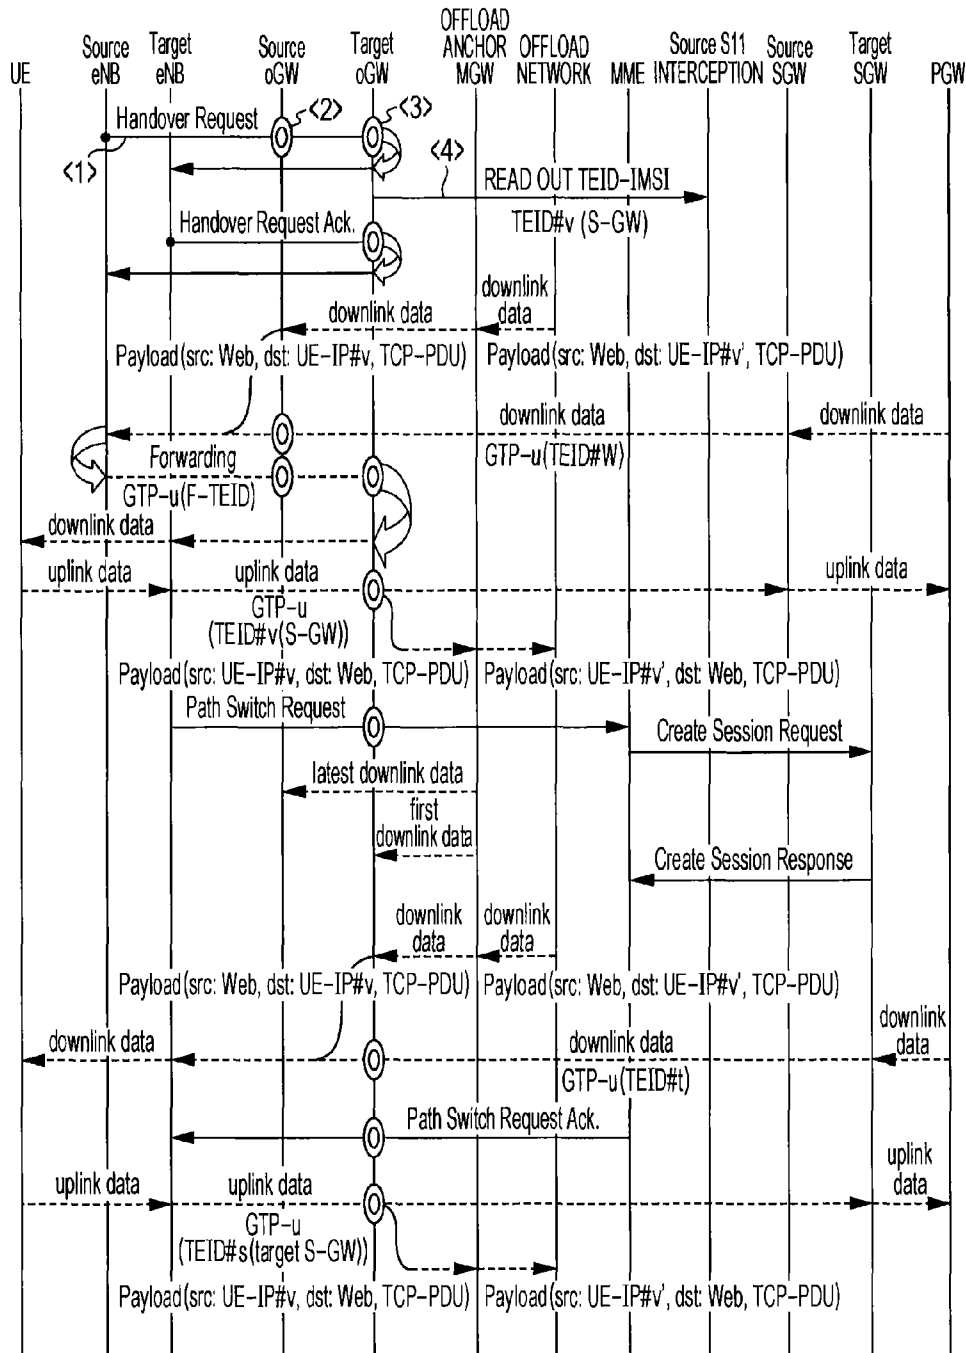 OFFLOAD
Source Target Source Target ANCHOR OFFLOAD Source S11 Source Target
UE eNB eNB oGW oGW MGW NETWORK MME INTERCEPTION SGW SGW PGW
Handover Request <2> <3>
<1> <4>
READ OUT TEID-IMSI
Handover Request Ack. TEID#v (S-GW)
downlink
downlink data data
Payload(src: Web, dst: UE-IP#v, TCP-PDU) Payload(src: Web, dst: UE-IP#v', TCP-PDU)
downlink data downlink data
Forwarding GTP-u(TEID#W)
GTP-u(F-TEID)
downlink data
uplink data uplink data uplink data
GTP-u
(TEID#v(S-GW))
Payload(src: UE-IP#v, dst: Web, TCP-PDU) Payload(src: UE-IP#v', dst: Web, TCP-PDU)
Path Switch Request
Create Session Request
latest downlink data
first
downlink data
Create Session Response
downlink downlink
data data
Payload(src: Web, dst: UE-IP#v, TCP-PDU) Payload(src: Web, dst: UE-IP#v', TCP-PDU)
downlink
downlink data downlink data data
GTP-u(TEID#t)
Path Switch Request Ack.
uplink
uplink data uplink data data
GTP-u
(TEID#s(target S-GW))
Payload(src: UE-IP#v, dst: Web, TCP-PDU) Payload(src: UE-IP#v', dst: Web, TCP-PDU)